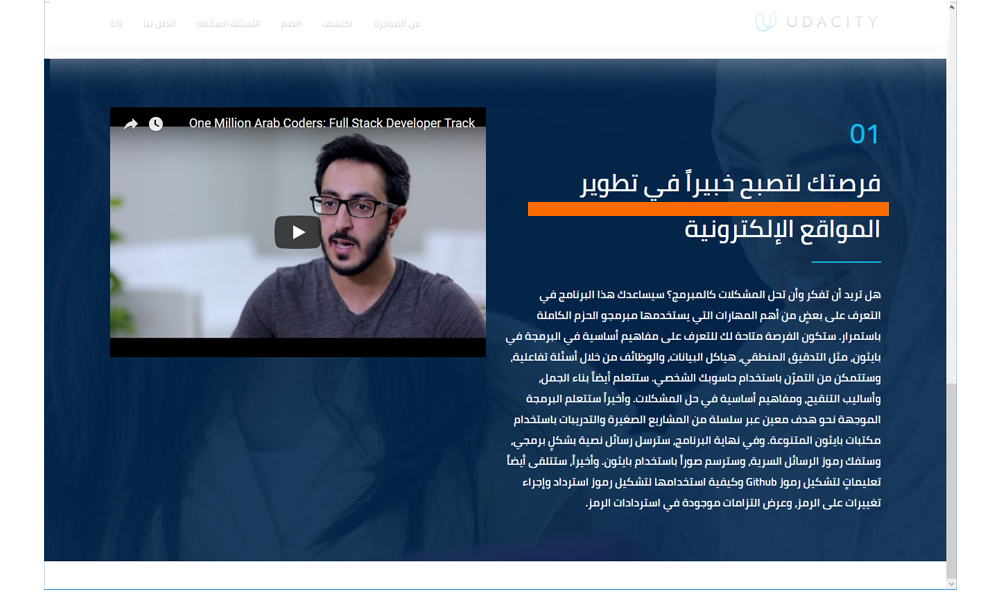 UDACITY
عن المبادرة
اكتشف
انضم
الأسئلة الشائعة
اتصل بنا
EN
01
فرصتك لتصبح خبيراً في تطوير
المواقع الإلكترونية
هل تريد أن تفكر وأن تحل المشكلات كالمبرمج؟ سيساعدك هذا البرنامج في
التعرف على بعضٍ من أهم المهارات التي يستخدمها مبرمجو الحزم الكاملة
باستمرار. ستكون الفرصة متاحة لك للتعرف على مفاهيم أساسية في البرمجة في
بايثون، مثل التدقيق المنطقي، هياكل البيانات، والوظائف من خلال أسئلة تفاعلية،
وستتمكن من التمرّن باستخدام حاسوبك الشخصي. ستتعلم أيضاً بناء الجمل،
وأساليب التنقيح، ومفاهيم أساسية في حل المشكلات. وأخيراً ستتعلم البرمجة
الموجهة نحو هدف معين عبر سلسلة من المشاريع الصغيرة والتدريبات باستخدام
مكتبات بايثون المتنوعة. وفي نهاية البرنامج، سترسل رسائل نصية بشكلٍ برمجي،
وستفك رموز الرسائل السرية، وسترسم صوراً باستخدام بايثون. وأخيراً، ستتلقى أيضاً
تعليماتٍ لتشكيل رموز Github وكيفية استخدامها لتشكيل رموز استرداد وإجراء
تغييرات على الرمز، وعرض التزامات موجودة في استردادات الرمز.
One Million Arab Coders: Full Stack Developer Track